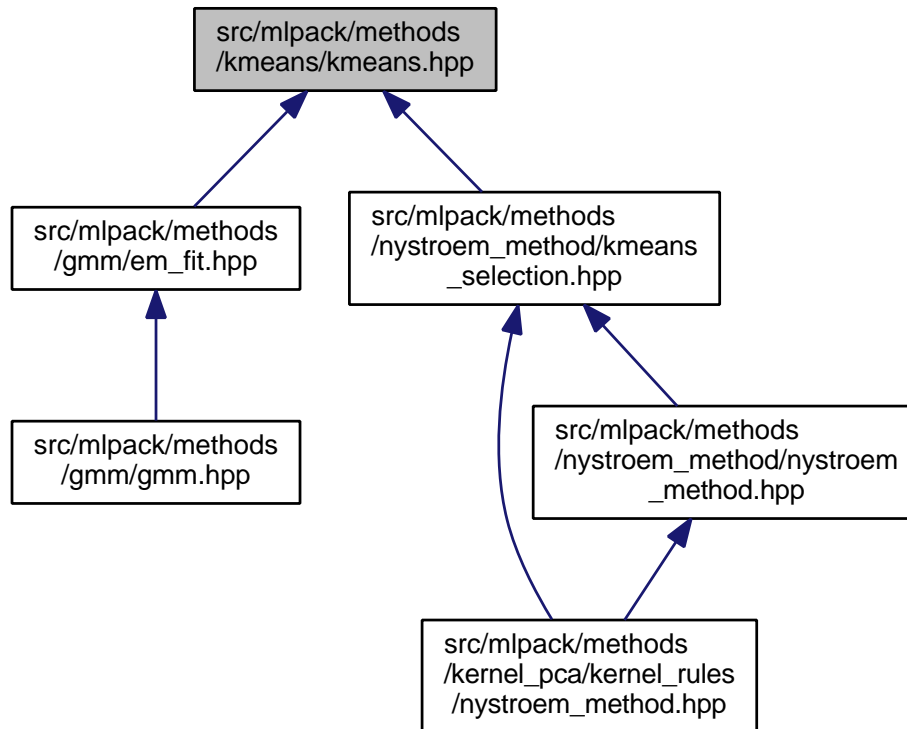 src/mlpack/methods
/kmeans/kmeans.hpp
src/mlpack/methods
/gmm/em_fit.hpp
src/mlpack/methods
/nystroem_method/kmeans
_selection.hpp
src/mlpack/methods
/gmm/gmm.hpp
src/mlpack/methods
/nystroem_method/nystroem
_method.hpp
src/mlpack/methods
/kernel_pca/kernel_rules
/nystroem_method.hpp